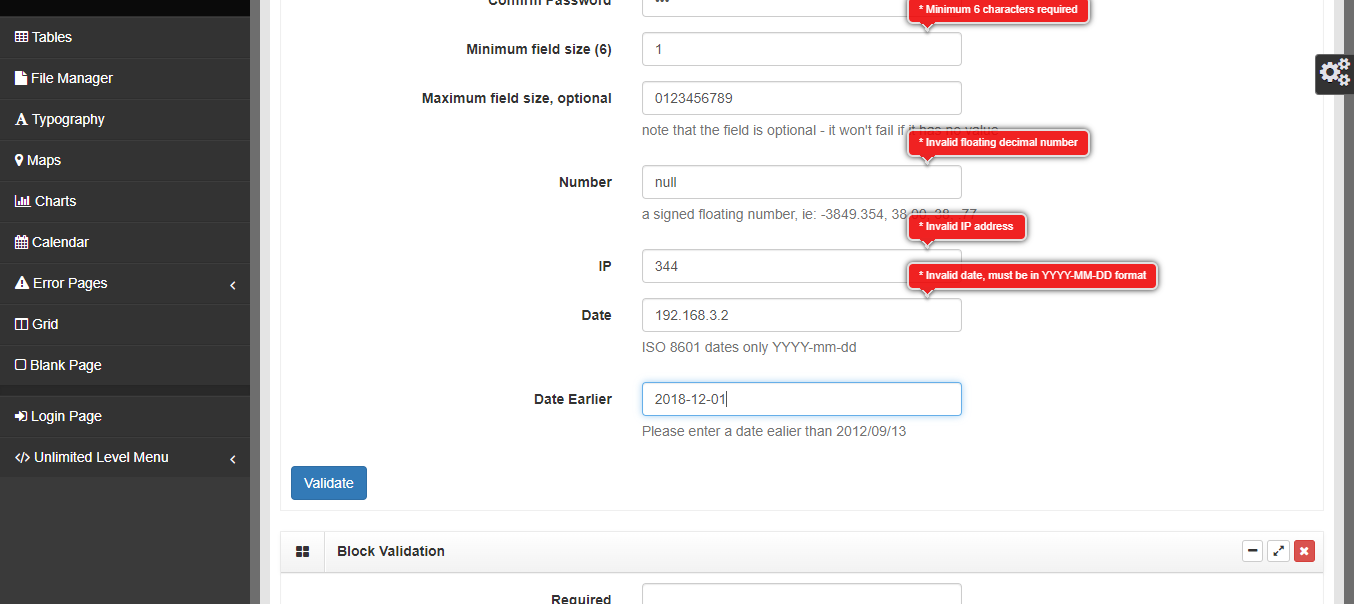 Tables
File Manager
Typography
Maps
Charts
Calendar
Error Pages
Grid
Blank Page
Login Page
Unlimited Level Menu
Confirm Password
* Minimum 6 characters required
Minimum field size (6)
1
Maximum field size, optional
0123456789
note that the field is optional - it won't fail if it has no value
* Invalid floating decimal number
Number
null
a signed floating number, ie: -3849.354, 38.00, 38, .77
* Invalid IP address
IP
344
* Invalid date, must be in YYYY-MM-DD format
Date
192.168.3.2
ISO 8601 dates only YYYY-mm-dd
Date Earlier
2018-12-01
Please enter a date ealier than 2012/09/13
Validate
Block Validation
Required